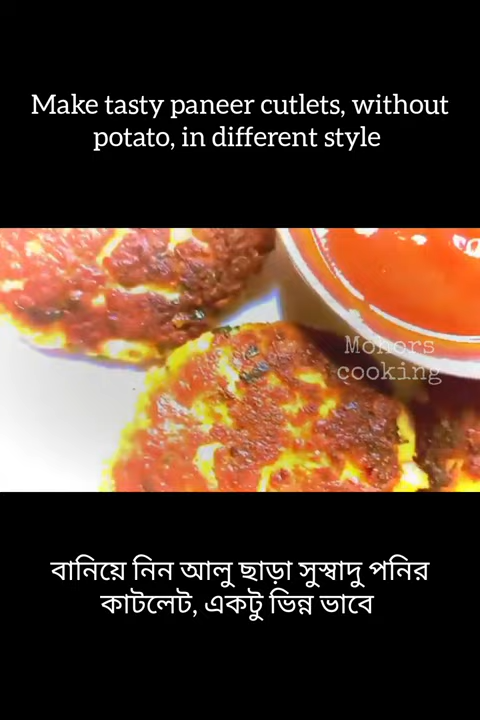 Make tasty paneer cutlets, without
potato, in different style
Mohors
cooking
বানিয়ে নিন আলু ছাড়া সুস্বাদু পনির
কাটলেট, একটু ভিন্ন ভাবে